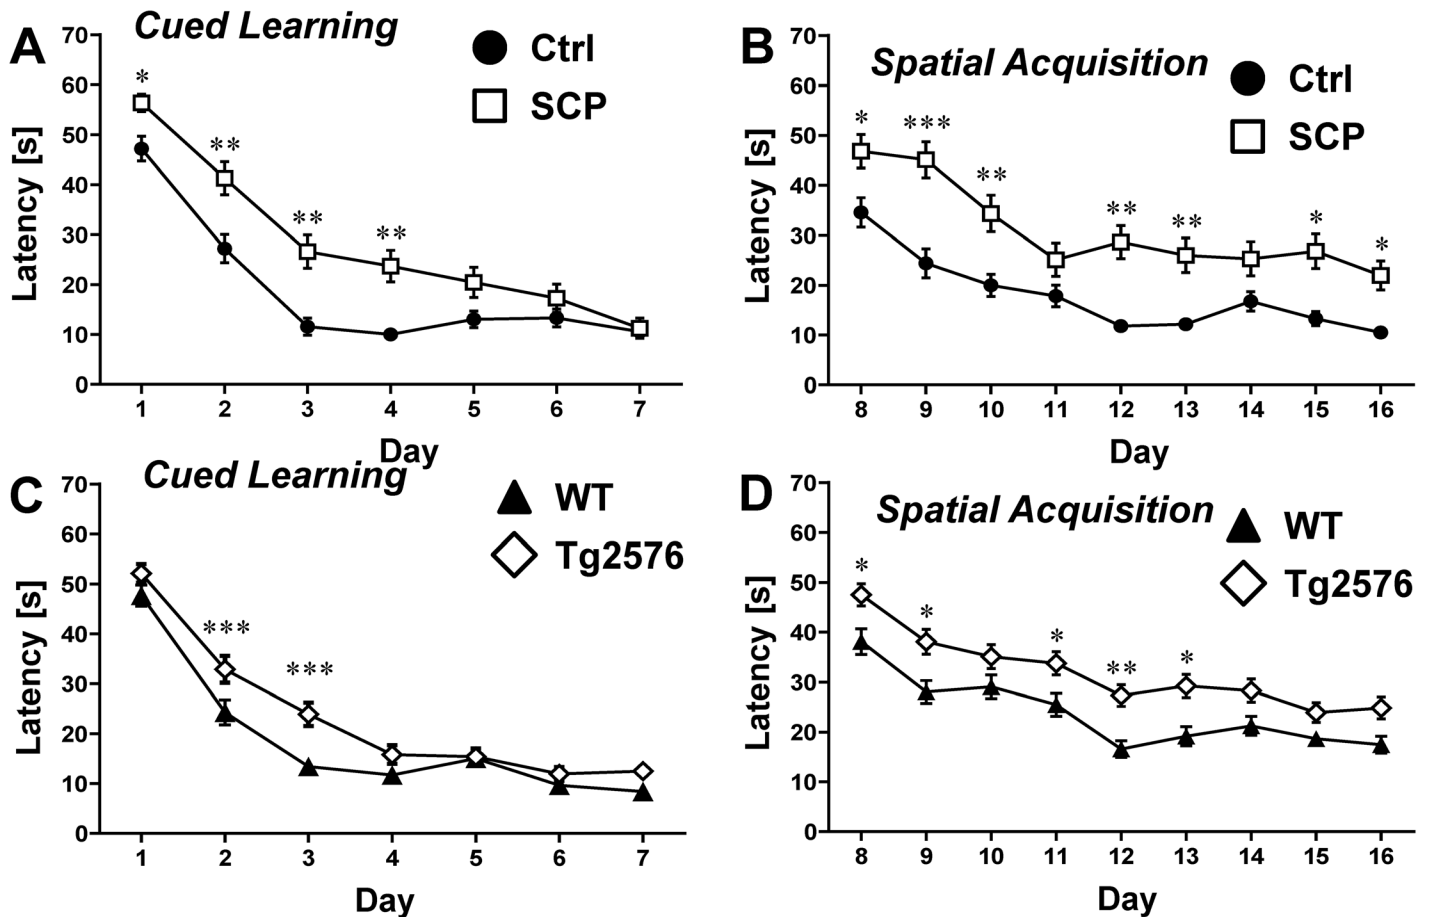 A
Cued Learning
Ctrl
SCP
Latency [s]
70
60
50
40
30
20
10
0
*
**
**
**
1 2 3 4 5 6 7
Day
B
Spatial Acquisition
Ctrl
SCP
Latency [s]
70
60
50
40
30
20
10
0
*
***
**
**
**
*
*
8 9 10 11 12 13 14 15 16
Day
C
Cued Learning
WT
Tg2576
Latency [s]
70
60
50
40
30
20
10
0
***
***
1 2 3 4 5 6 7
Day
D
Spatial Acquisition
WT
Tg2576
Latency [s]
70
60
50
40
30
20
10
0
*
*
*
**
*
8 9 10 11 12 13 14 15 16
Day